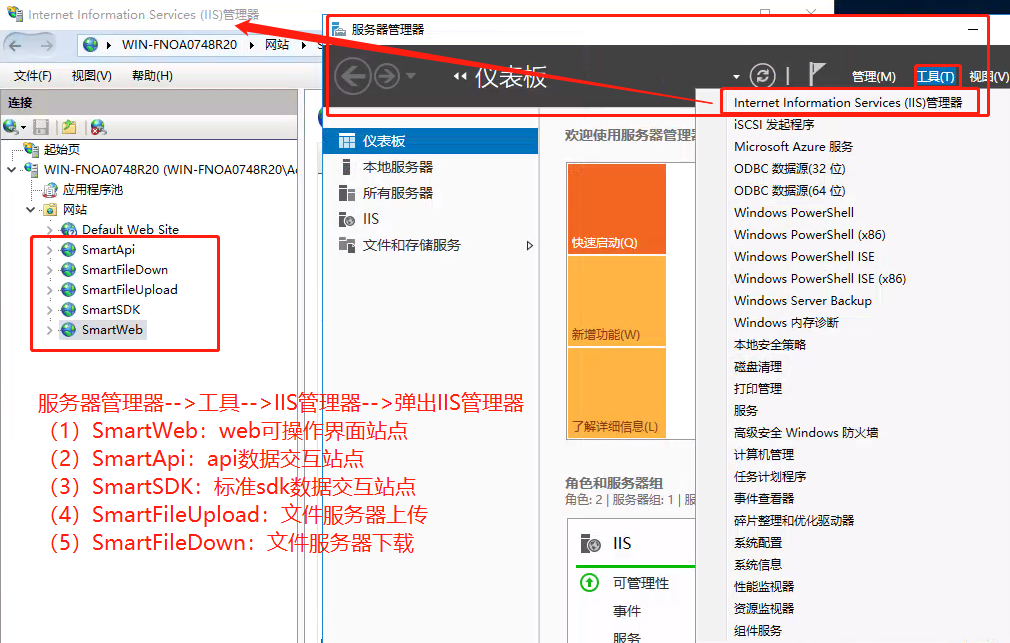 Internet Information Services (IIS)管理器
WIN-FNOA0748R20
网站
文件(F)
视图(V)
帮助(H)
连接
起始页
WIN-FNOA0748R20 (WIN-FNOA0748R20\A
应用程序池
网站
Default Web Site
SmartApi
SmartFileDown
SmartFileUpload
SmartSDK
SmartWeb
服务器管理器-->工具-->IIS管理器-->弹出IIS管理器
（1）SmartWeb：web可操作界面站点
（2）SmartApi：api数据交互站点
（3）SmartSDK：标准sdk数据交互站点
（4）SmartFileUpload：文件服务器上传
（5）SmartFileDown：文件服务器下载
服务器管理器
仪表板
管理(M)
工具(T)
视图(V)
仪表板
本地服务器
所有服务器
IIS
文件和存储服务
欢迎使用服务器管理器
快速启动(Q)
新增功能(W)
了解详细信息(L)
角色和服务器组
角色: 2 | 服务器组: 1 | 服
IIS
可管理性
事件
服务
Internet Information Services (IIS)管理器
iSCSI 发起程序
Microsoft Azure 服务
ODBC 数据源(32 位)
ODBC 数据源(64 位)
Windows PowerShell
Windows PowerShell (x86)
Windows PowerShell ISE
Windows PowerShell ISE (x86)
Windows Server Backup
Windows 内存诊断
本地安全策略
磁盘清理
打印管理
服务
高级安全 Windows 防火墙
计算机管理
任务计划程序
事件查看器
碎片整理和优化驱动器
系统配置
系统信息
性能监视器
资源监视器
组件服务